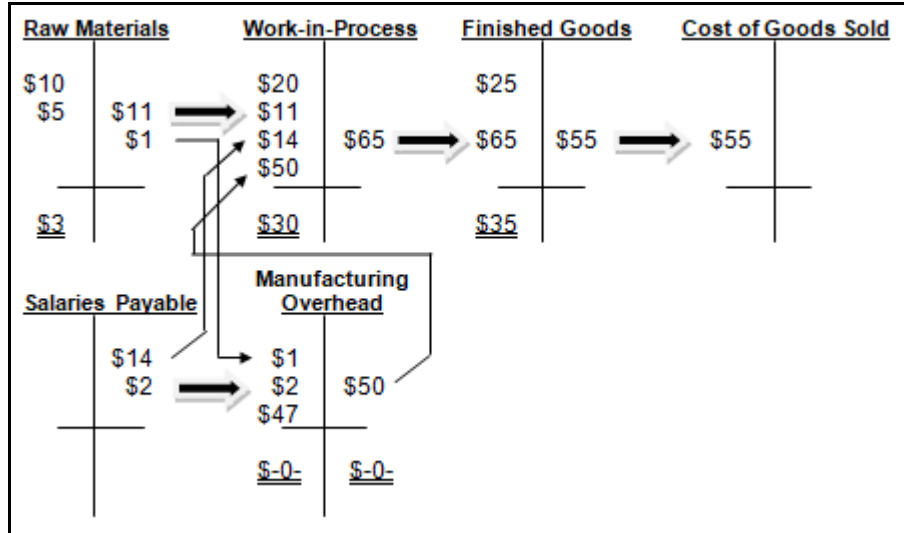 Raw Materials Work-in-Process Finished Goods Cost of Goods Sold
$10 $20 $25
$5 $11 $11
$1 $14 $65 $65 $55 $55
$50
$3 $30 $35
Manufacturing
Salaries Payable Overhead
$14 $1
$2 $2 $50
$47
$-0- $-0-